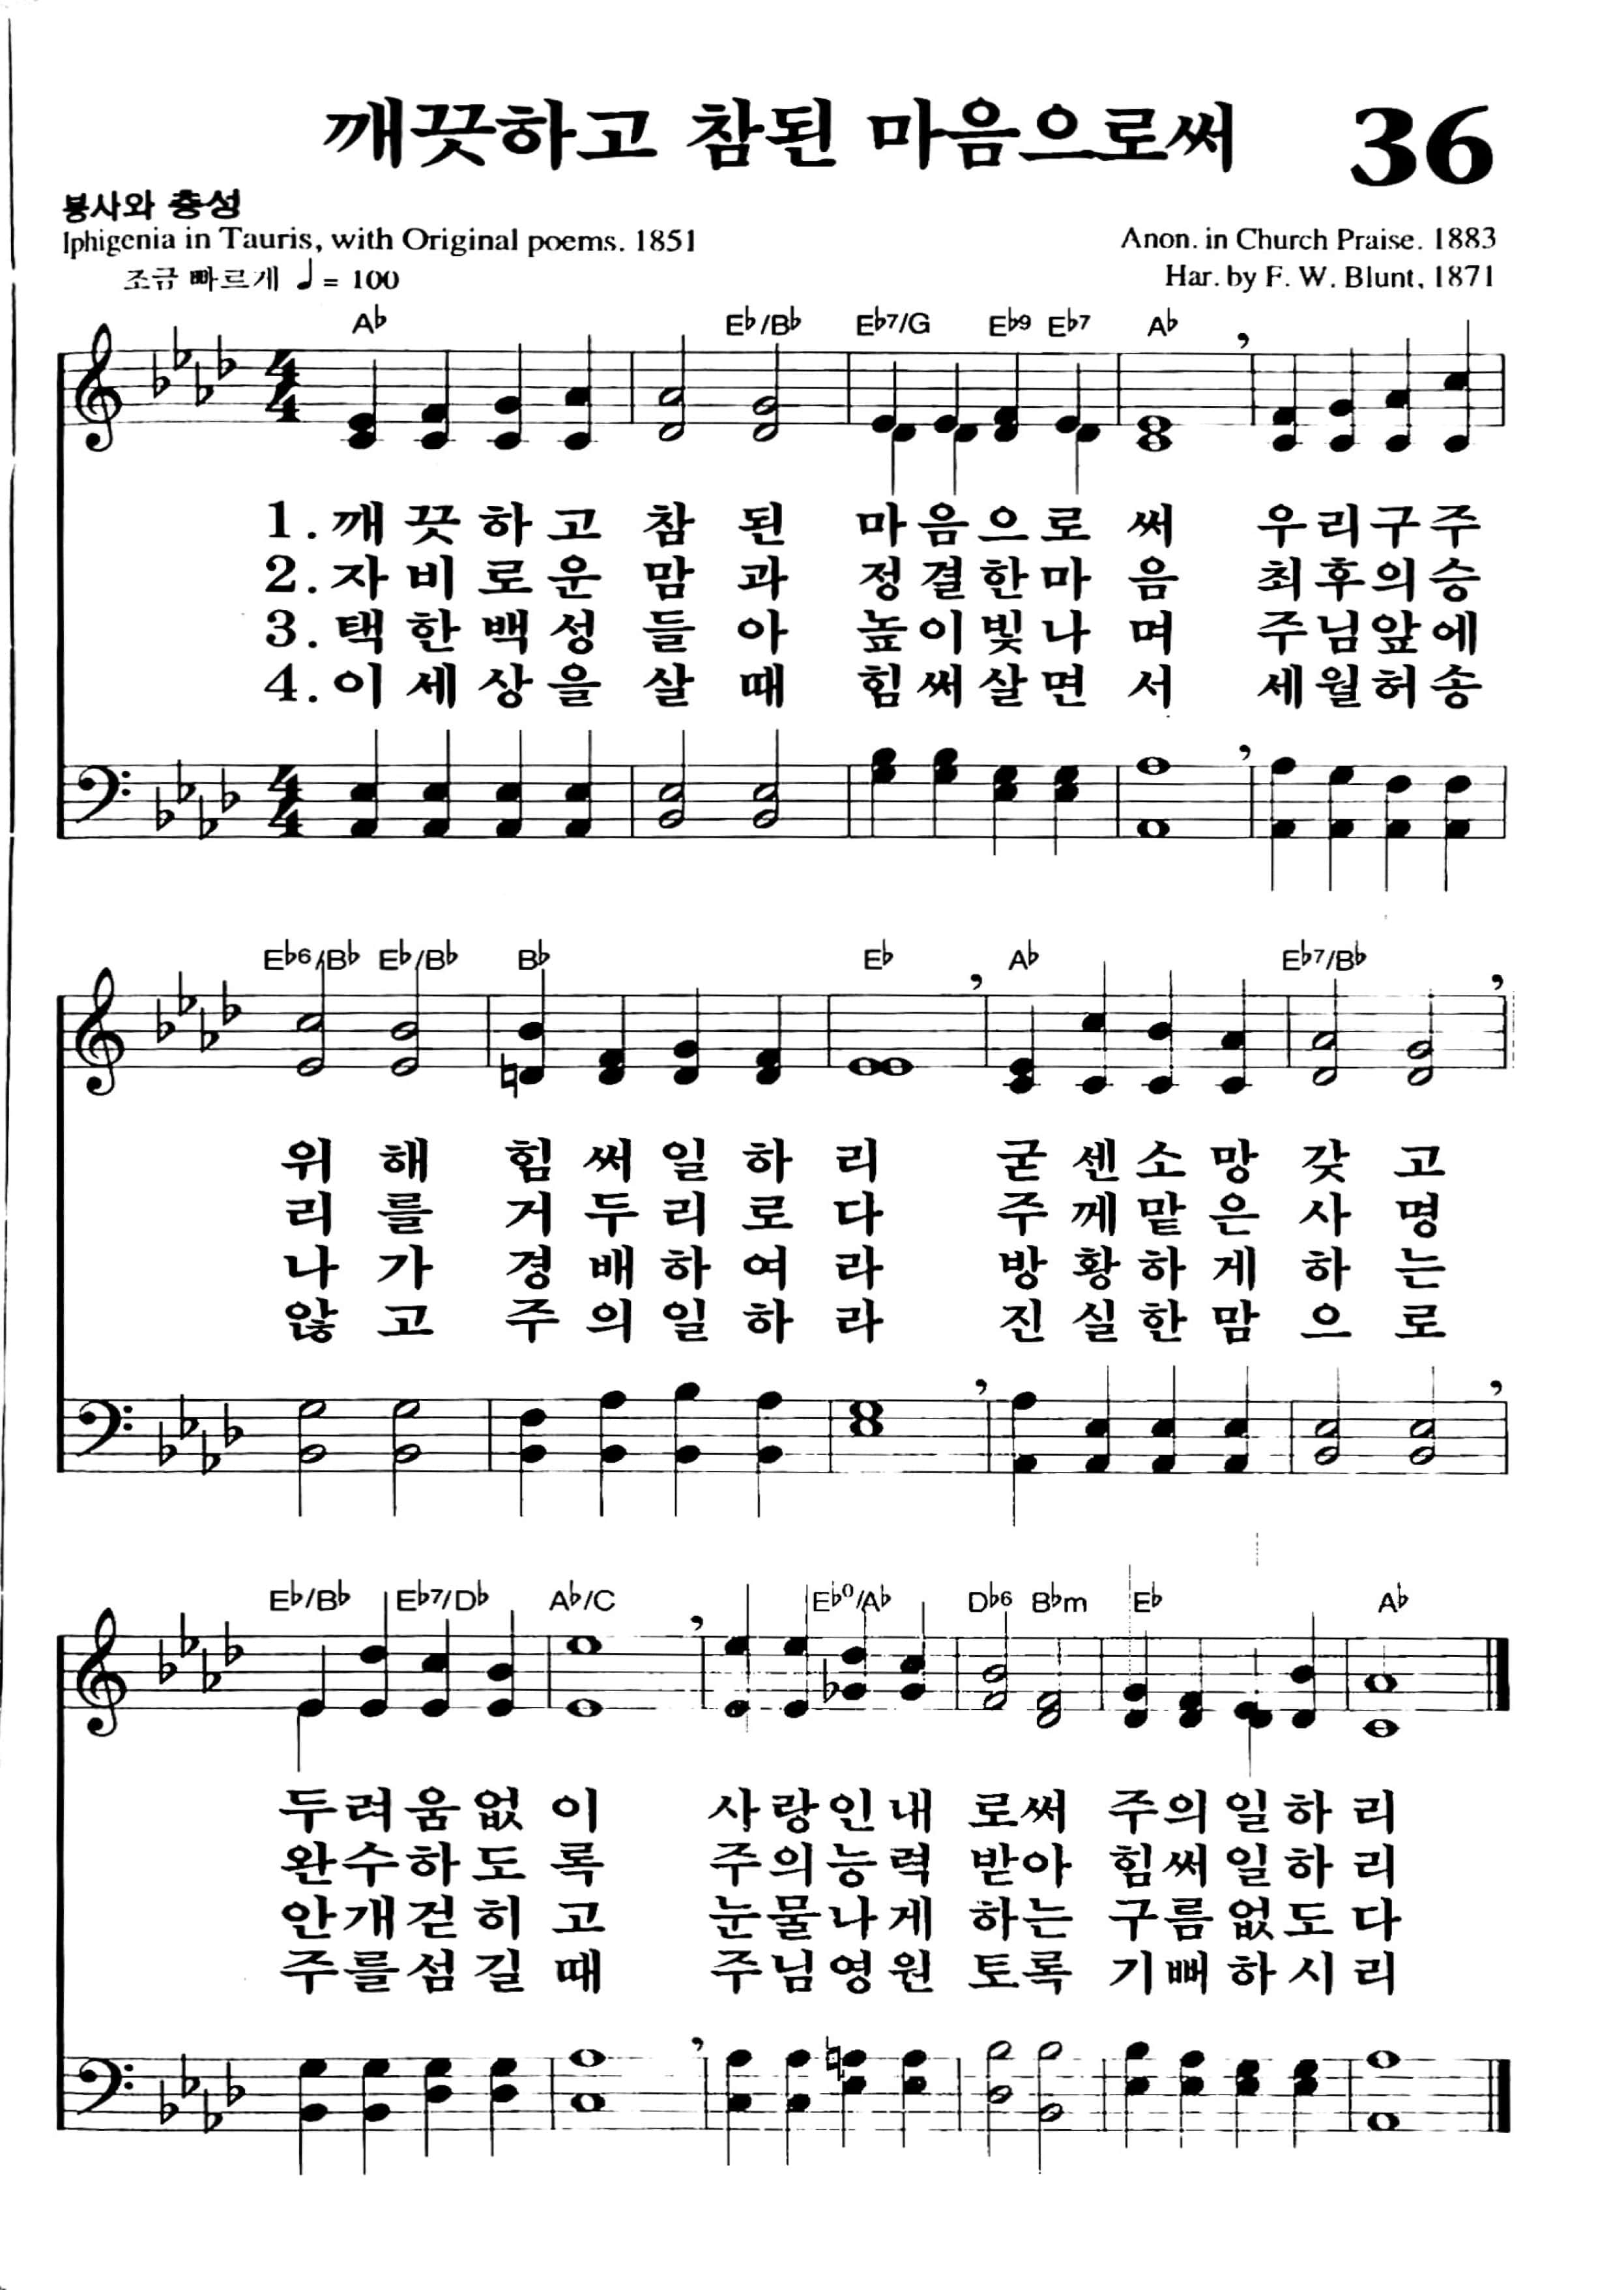 깨끗하고 참된 마음으로써 36
봉사와 충성
Iphigenia in Tauris, with Original poems. 1851 Anon. in Church Praise. 1883
조금 빠르게 ♩= 100 Har. by F. W. Blunt, 1871
A♭ E♭/B♭ E♭7/G E♭9 E♭7 A♭
1.깨끗하고 참된 마음으로써 우리구주
2.자비로운 맘과 정결한마음 최후의승
3.택한백성들아 높이빛나며 주님앞에
4.이세상을 살때 힘써살면서 세월허송
E♭6/B♭ E♭/B♭ B♭ E♭ A♭ E♭7/B♭
위해 힘써일하리 굳센소망 갖고
리를 거두리로다 주께맡은 사명
나가 경배하여라 방황하게 하는
않고 주의일하라 진실한맘으로
E♭/B♭ E♭7/D♭ A♭/C E♭0/A♭ D♭6 B♭m E♭ A♭
두려움없이 사랑인내로써 주의일하리
완수하도록 주의능력 받아 힘써일하리
안개걷히고 눈물나게 하는 구름없도다
주를섬길때 주님영원토록 기뻐하시리